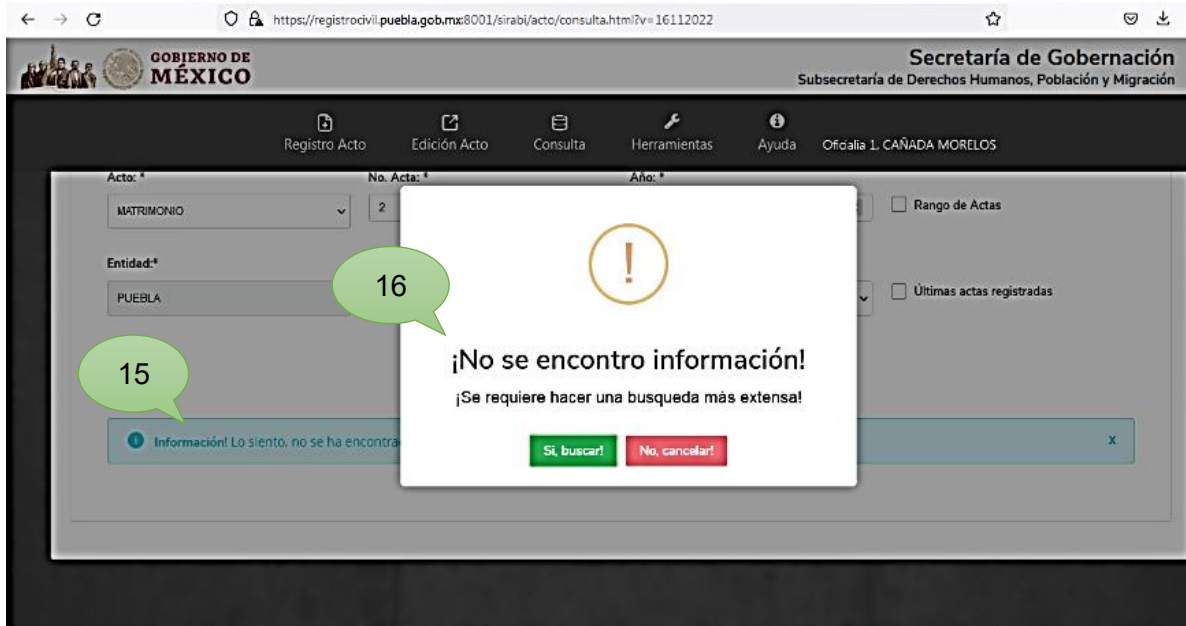 https://registrocivil.puebla.gob.mx:8001/sirabi/acto/consulta.html?v=16112022
GOBIERNO DE
MÉXICO
Secretaría de Gobernación
Subsecretaría de Derechos Humanos, Población y Migración
Registro Acto Edición Acto Consulta Herramientas Ayuda Oficialia 1, CAÑADA MORELOS
Acto: * No. Acta: * Año: *
MATRIMONIO 2 Rango de Actas
Entidad:*
PUEBLA Últimas actas registradas
16
15
¡No se encontro información!
¡Se requiere hacer una busqueda más extensa!
Información! Lo siento, no se ha x
Si, buscar! No, cancelar!